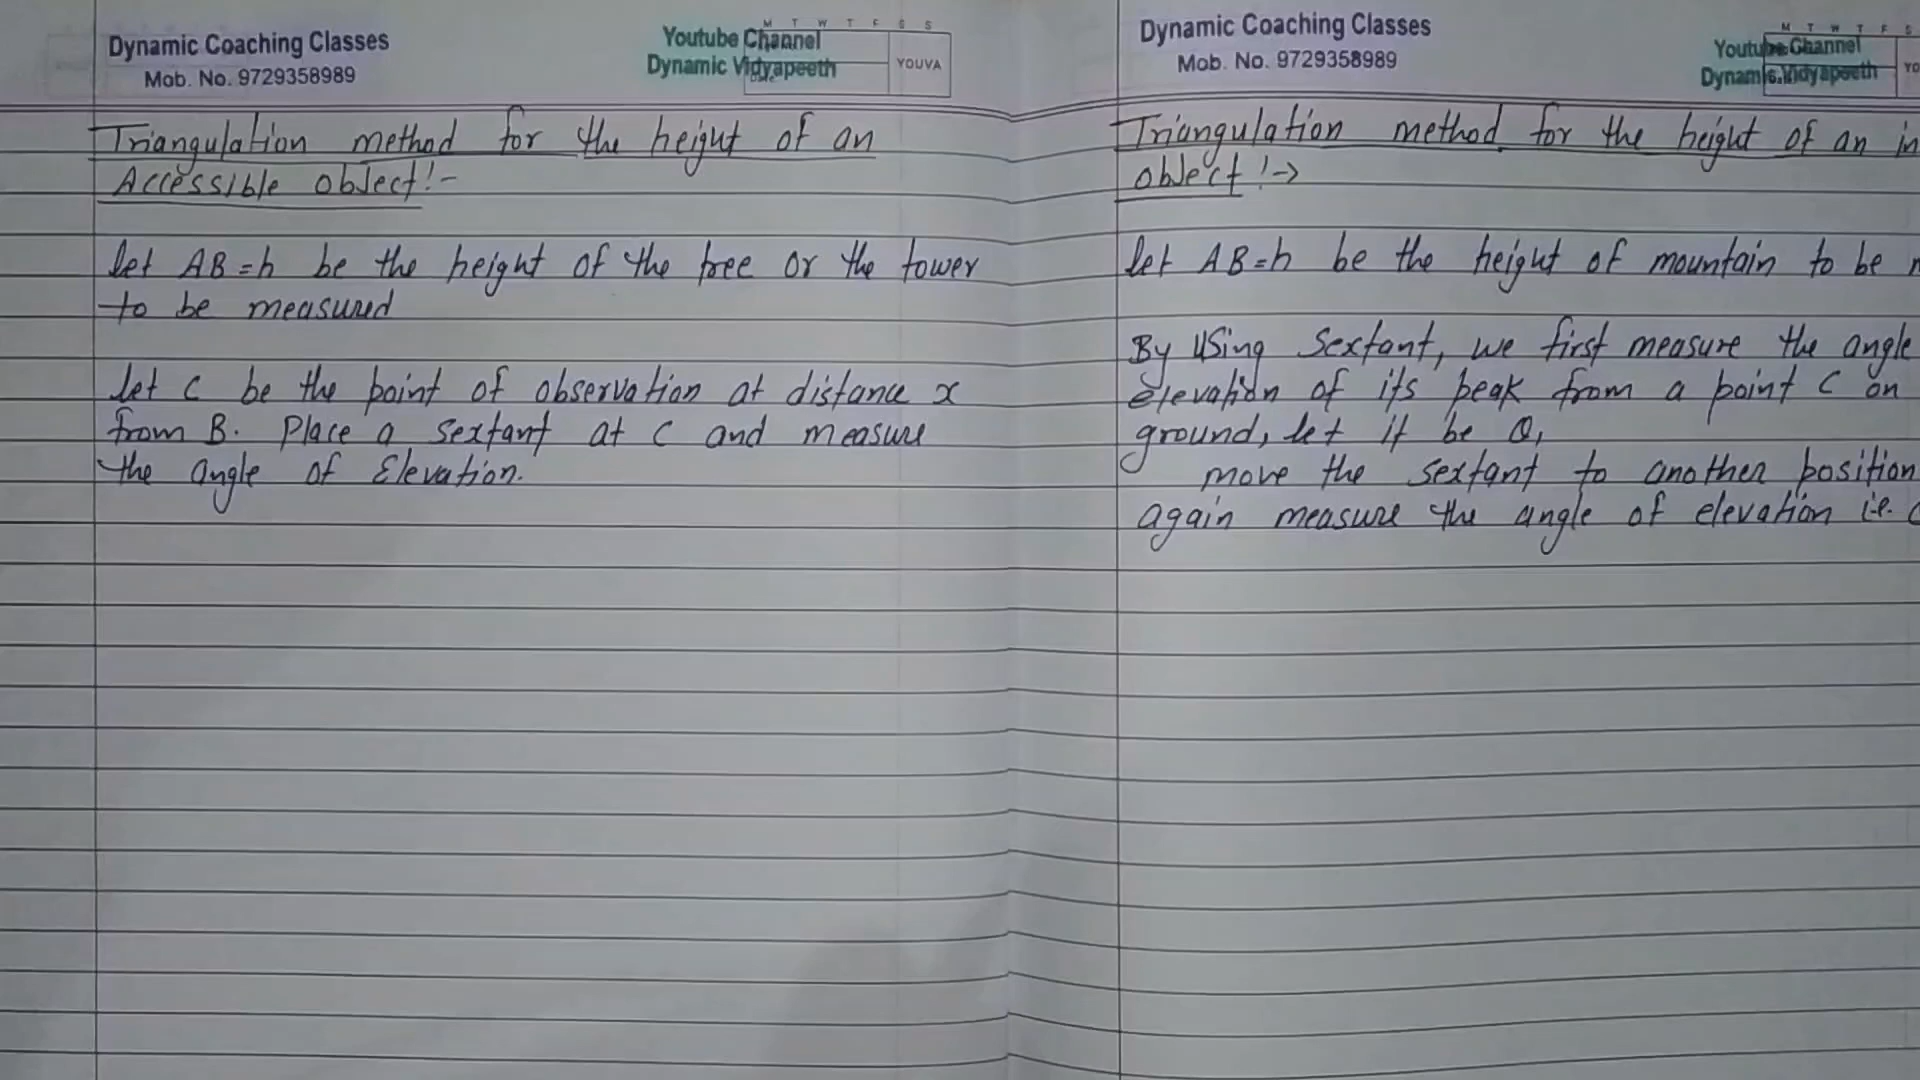 Dynamic Coaching Classes
Mob. No. 9729358989
Youtube Channel
Dynamic Vidyapeeth
M T W T F S S
YOUVA
Triangulation method for the height of an
Accessible object!-
let AB=h be the height of the tree or the tower
to be measured
let C be the point of observation at distance x
from B. Place a sextant at C and measure
the angle of Elevation.
Dynamic Coaching Classes
Mob. No. 9729358989
Youtube Channel
Dynamic Vidyapeeth
M T W T F S
YO
Triangulation method for the height of an in
object!→
let AB=h be the height of mountain to be
By using Sextant, we first measure the angle
elevation of its peak from a point C on
ground, let it be θ,
move the sextant to another position
again measure the angle of elevation i.e.